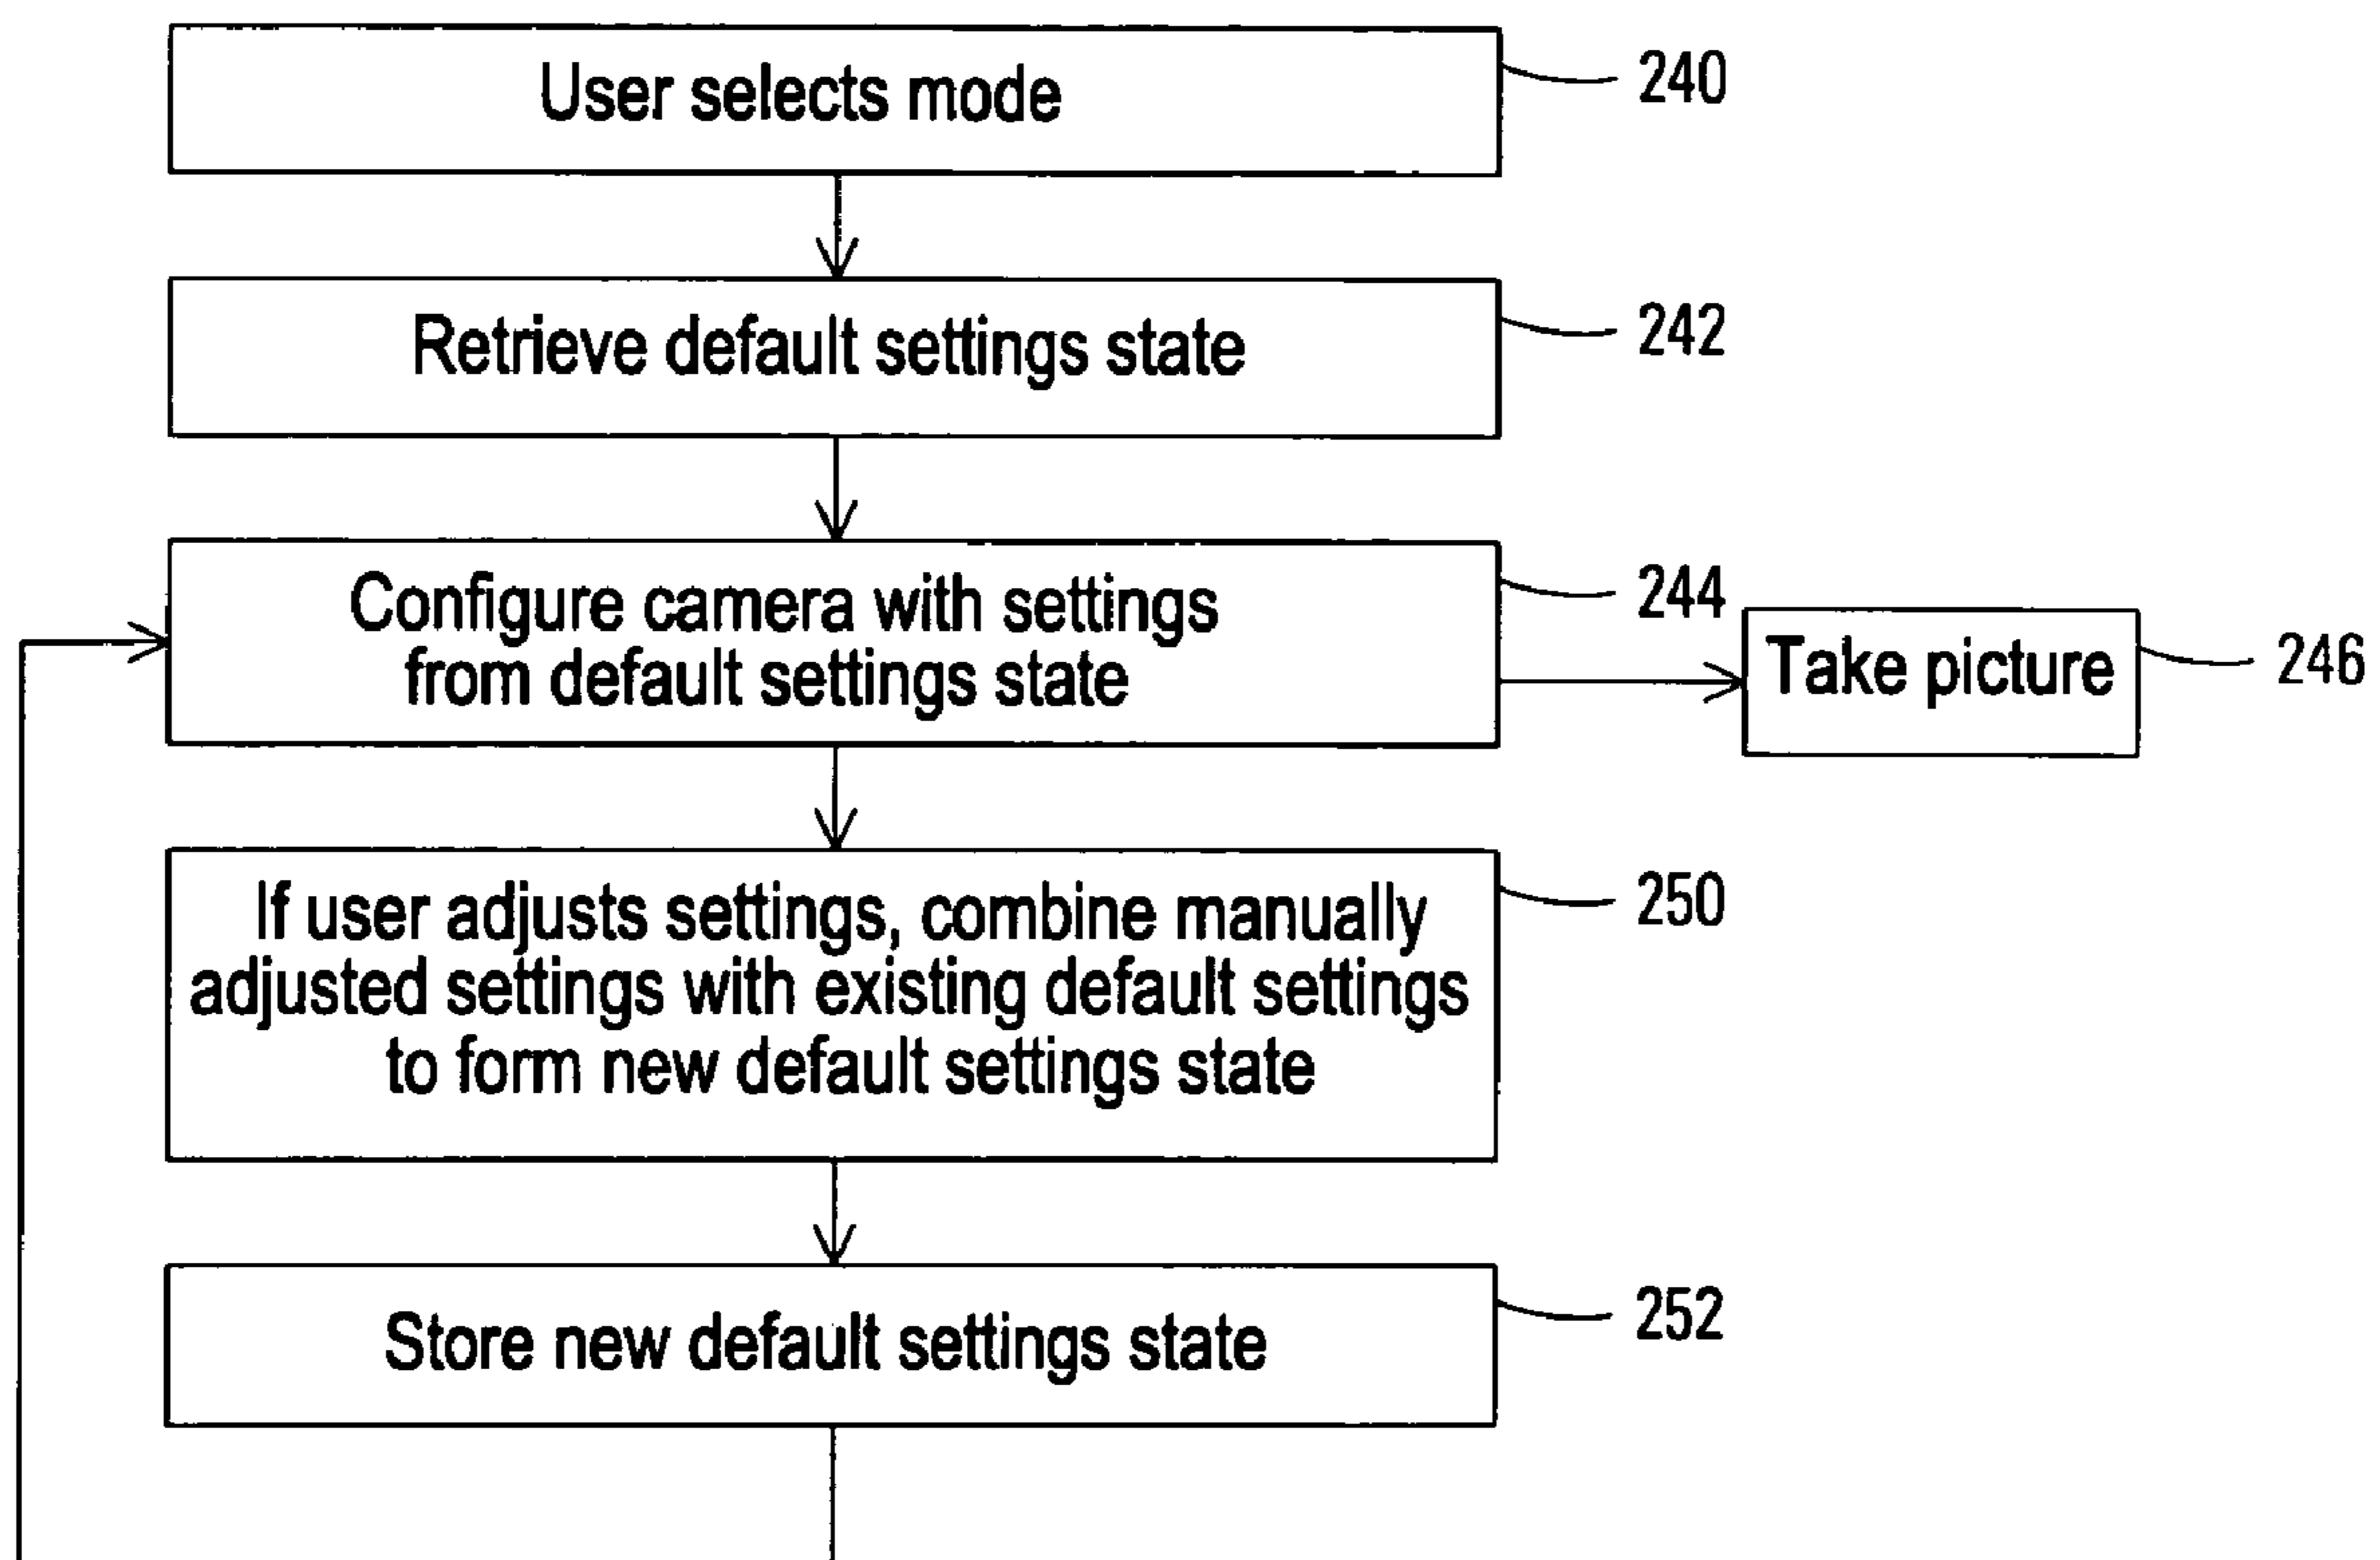 User selects mode
240
Retrieve default settings state
242
Configure camera with settings
from default settings state
244
Take picture
246
If user adjusts settings, combine manually
adjusted settings with existing default settings
to form new default settings state
250
Store new default settings state
252